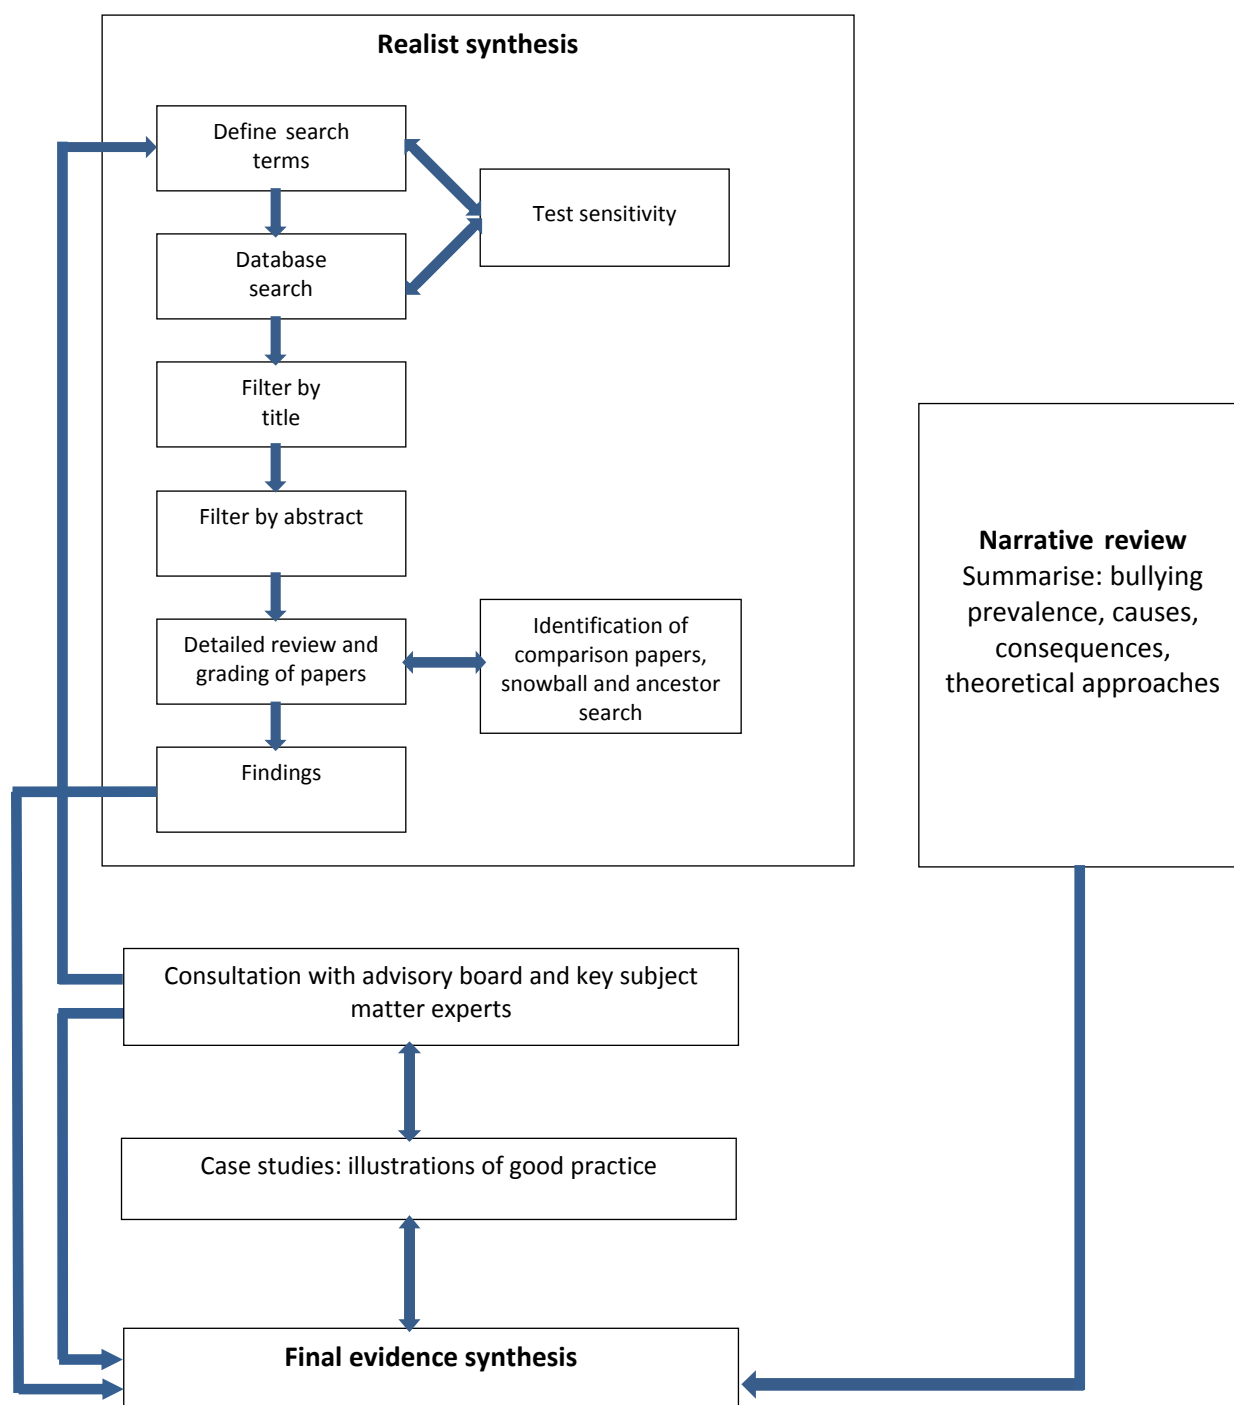 Realist synthesis
Define search
terms
Test sensitivity
Database
search
Filter by
title
Filter by abstract
Detailed review and
grading of papers
Identification of
comparison papers,
snowball and ancestor
search
Findings
Narrative review
Summarise: bullying
prevalence, causes,
consequences,
theoretical approaches
Consultation with advisory board and key subject
matter experts
Case studies: illustrations of good practice
Final evidence synthesis